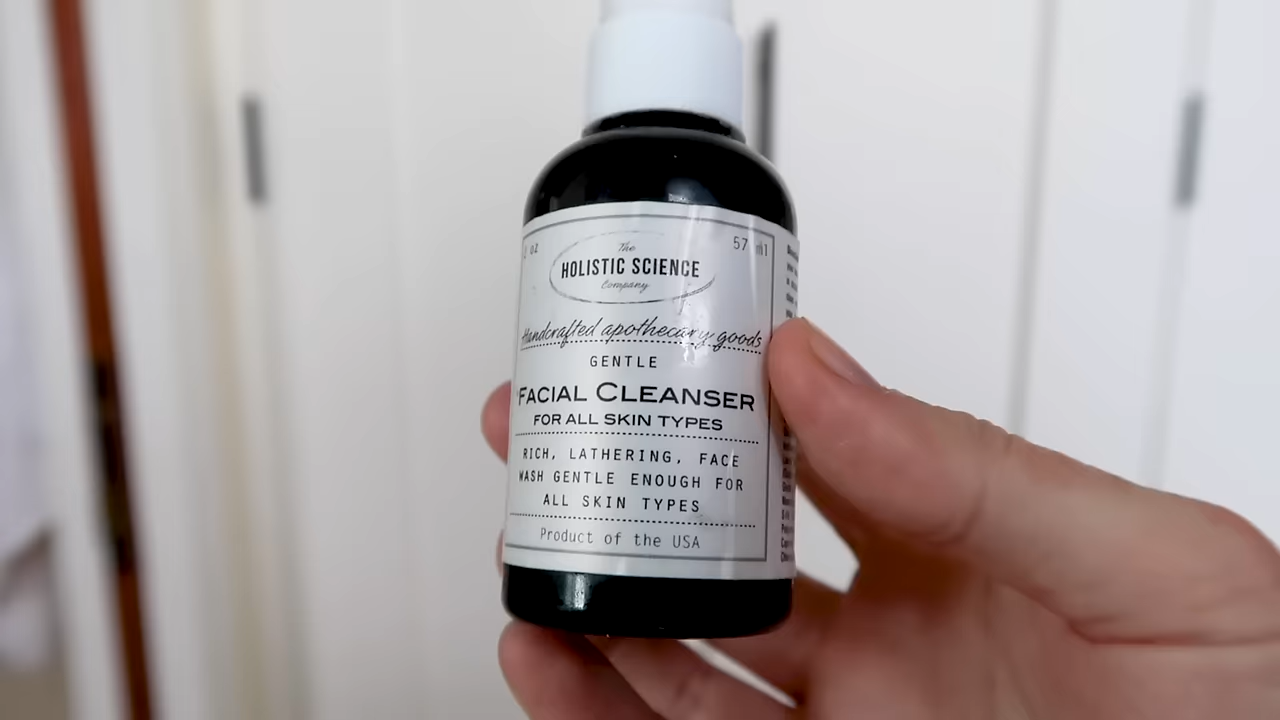 oz
57 ml
The
HOLISTIC SCIENCE
Company
Handcrafted apothecary goods
GENTLE
FACIAL CLEANSER
FOR ALL SKIN TYPES
RICH, LATHERING, FACE
WASH GENTLE ENOUGH FOR
ALL SKIN TYPES
Product of the USA